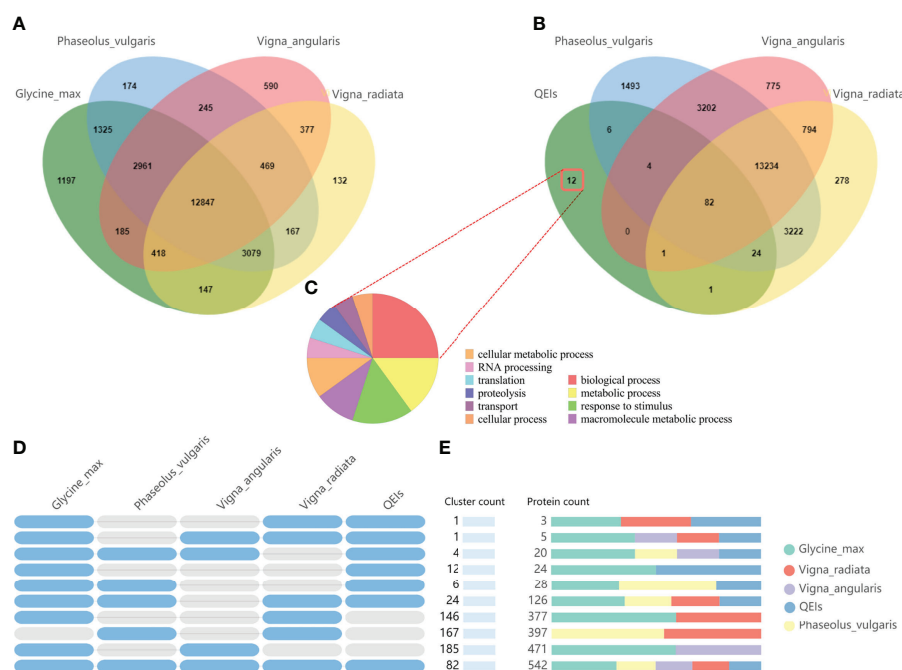 A
B
Phaseolus_vulgaris
Vigna_angularis
Glycine_max
Vigna_radiata
174
590
1325
245
377
1197
2961
469
132
12847
185
167
418
3079
147
Phaseolus_vulgaris
Vigna_angularis
QEIs
Vigna_radiata
1493
775
6
3202
794
12
4
13234
278
82
0
3222
1
24
1
C
cellular metabolic process
RNA processing
translation
proteolysis
transport
cellular process
biological process
metabolic process
response to stimulus
macromolecule metabolic process
D
E
Glycine_max
Phaseolus_vulgaris
Vigna_angularis
Vigna_radiata
QEIs
Cluster count
Protein count
1 3
1 5
4 20
12 24
6 28
24 126
146 377
167 397
185 471
82 542
Glycine_max
Vigna_radiata
Vigna_angularis
QEIs
Phaseolus_vulgaris